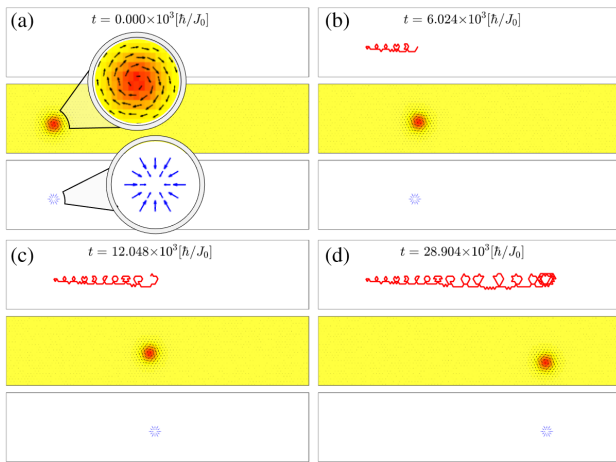 (a) t = 0.000×10³[ħ/J₀]
(b) t = 6.024×10³[ħ/J₀]
(c) t = 12.048×10³[ħ/J₀]
(d) t = 28.904×10³[ħ/J₀]